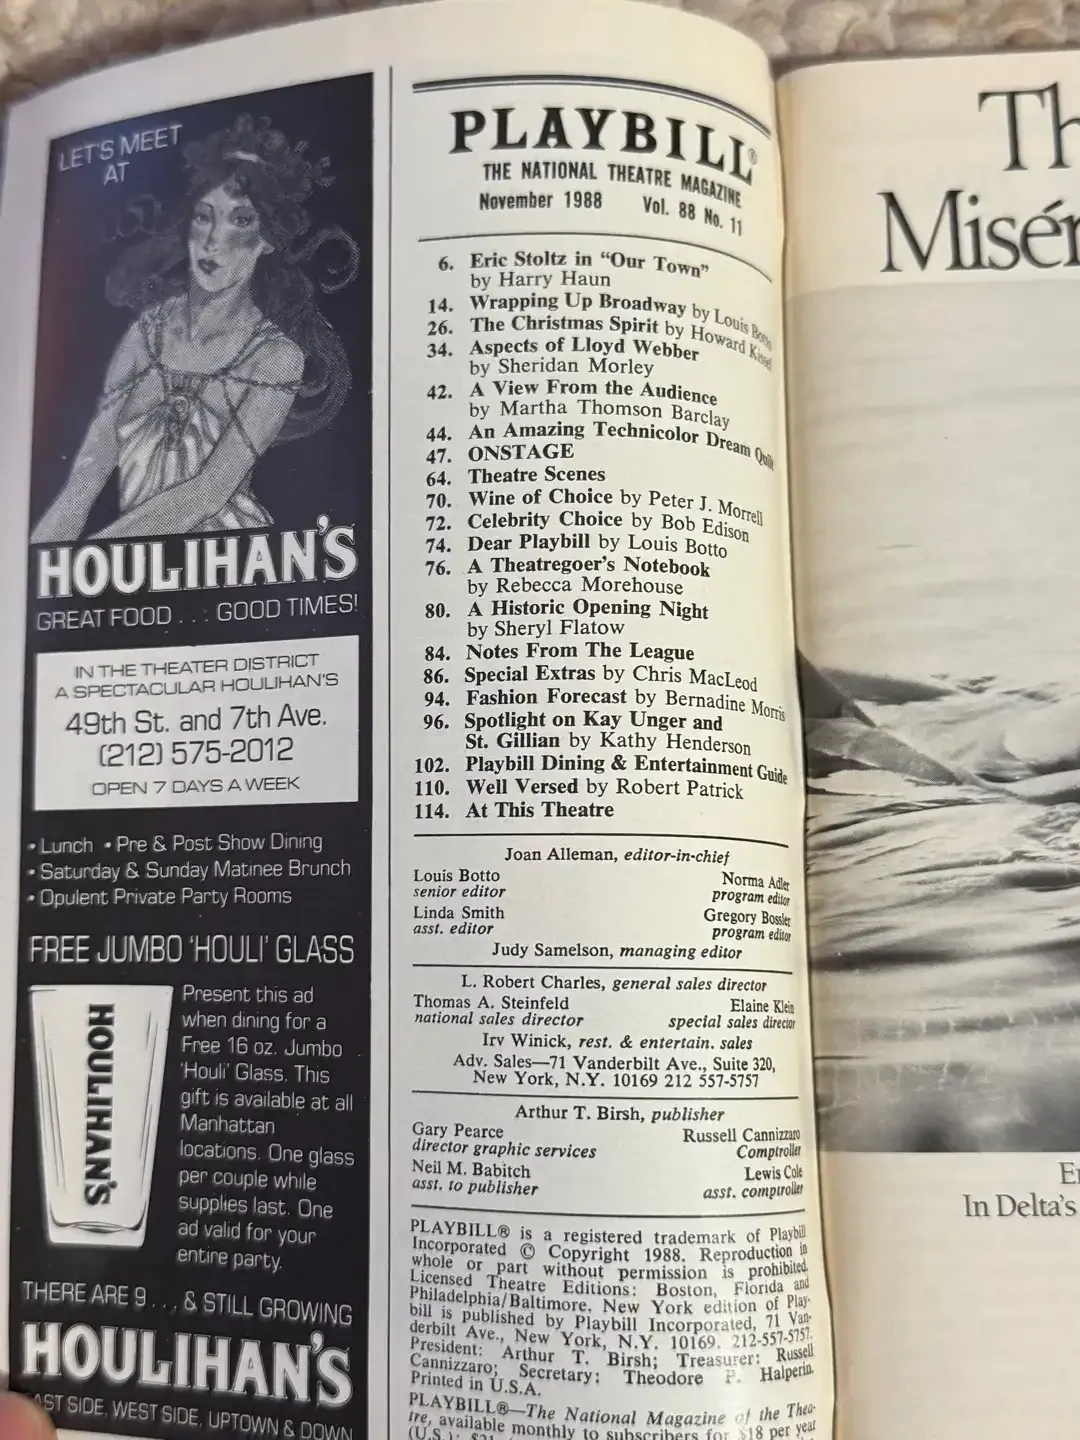 LET'S MEET
AT
HOULIHAN'S
GREAT FOOD . . . GOOD TIMES!
IN THE THEATER DISTRICT
A SPECTACULAR HOULIHAN'S
49th St. and 7th Ave.
(212) 575-2012
OPEN 7 DAYS A WEEK
• Lunch • Pre & Post Show Dining
• Saturday & Sunday Matinee Brunch
• Opulent Private Party Rooms
FREE JUMBO 'HOULI' GLASS
HOULIHAN'S
Present this ad
when dining for a
Free 16 oz. Jumbo
'Houli' Glass. This
gift is available at all
Manhattan
locations. One glass
per couple while
supplies last. One
ad valid for your
entire party.
THERE ARE 9 . . , & STILL GROWING
HOULIHAN'S
EAST SIDE, WEST SIDE, UPTOWN & DOWN
PLAYBILL®
THE NATIONAL THEATRE MAGAZINE
November 1988 Vol. 88 No. 11
6. Eric Stoltz in "Our Town"
by Harry Haun
14. Wrapping Up Broadway by Louis Botto
26. The Christmas Spirit by Howard Kissel
34. Aspects of Lloyd Webber
by Sheridan Morley
42. A View From the Audience
by Martha Thomson Barclay
44. An Amazing Technicolor Dream Quilt
47. ONSTAGE
64. Theatre Scenes
70. Wine of Choice by Peter J. Morrell
72. Celebrity Choice by Bob Edison
74. Dear Playbill by Louis Botto
76. A Theatregoer's Notebook
by Rebecca Morehouse
80. A Historic Opening Night
by Sheryl Flatow
84. Notes From The League
86. Special Extras by Chris MacLeod
94. Fashion Forecast by Bernadine Morris
96. Spotlight on Kay Unger and
St. Gillian by Kathy Henderson
102. Playbill Dining & Entertainment Guide
110. Well Versed by Robert Patrick
114. At This Theatre
Joan Alleman, editor-in-chief
Louis Botto Norma Adler
senior editor program editor
Linda Smith Gregory Bossler
asst. editor program editor
Judy Samelson, managing editor
L. Robert Charles, general sales director
Thomas A. Steinfeld Elaine Klein
national sales director special sales director
Irv Winick, rest. & entertain. sales
Adv. Sales—71 Vanderbilt Ave., Suite 320,
New York, N.Y. 10169 212 557-5757
Arthur T. Birsh, publisher
Gary Pearce Russell Cannizzaro
director graphic services Comptroller
Neil M. Babitch Lewis Cole
asst. to publisher asst. comptroller
PLAYBILL® is a registered trademark of Playbill
Incorporated © Copyright 1988. Reproduction in
whole or part without permission is prohibited.
Licensed Theatre Editions: Boston, Florida and
Philadelphia/Baltimore. New York edition of Play-
bill is published by Playbill Incorporated, 71 Van-
derbilt Ave., New York, N.Y. 10169. 212-557-5757.
President: Arthur T. Birsh; Treasurer: Russell
Cannizzaro; Secretary: Theodore P. Halperin.
Printed in U.S.A.
PLAYBILL®—The National Magazine of the Thea-
tre, available monthly to subscribers for $18 per year
(U.S.);
Th
Misér
In Delta's